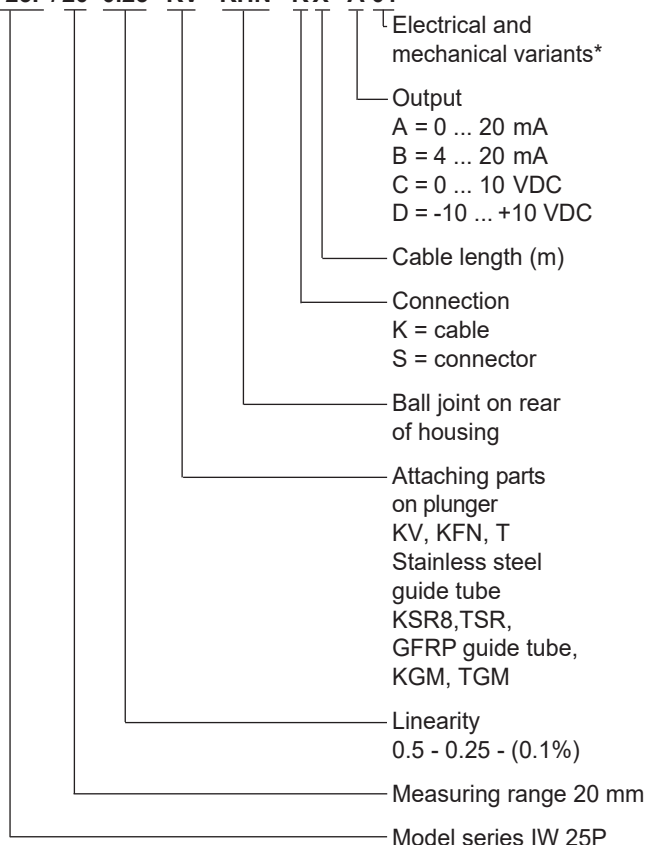 Electrical and
mechanical variants*
Output
A = 0 ... 20 mA
B = 4 ... 20 mA
C = 0 ... 10 VDC
D = -10 ... +10 VDC
Cable length (m)
Connection
K = cable
S = connector
Ball joint on rear
of housing
Attaching parts
on plunger
KV, KFN, T
Stainless steel
guide tube
KSR8,TSR,
GFRP guide tube,
KGM, TGM
Linearity
0.5 - 0.25 - (0.1%)
Measuring range 20 mm
Model series IW 25P